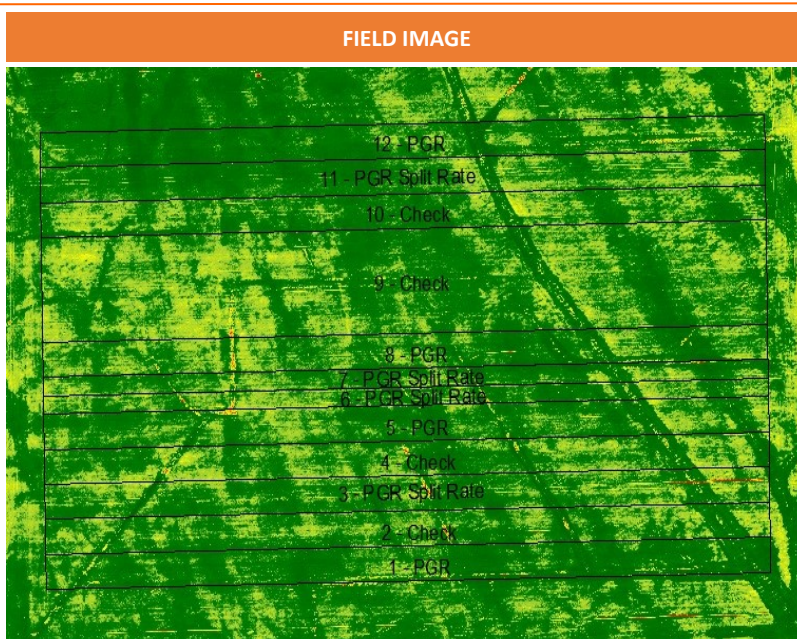 FIELD IMAGE
12 - PGR
11 - PGR Split Rate
10 - Check
9 - Check
8 - PGR
7 - PGR Split Rate
6 - PGR Split Rate
5 - PGR
4 - Check
3 - PGR Split Rate
2 - Check
1 - PGR